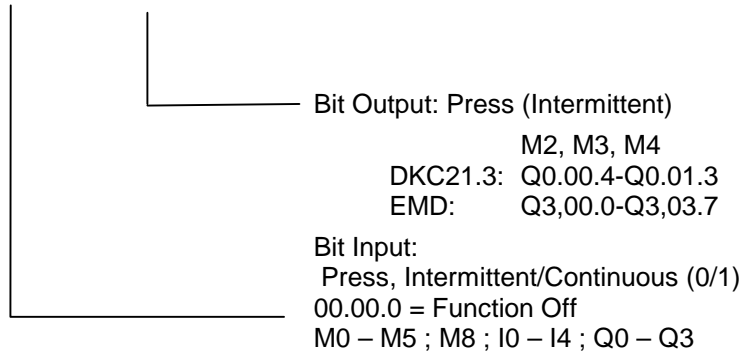 Bit Output: Press (Intermittent)
M2, M3, M4
DKC21.3: Q0.00.4-Q0.01.3
EMD: Q3,00.0-Q3,03.7
Bit Input:
Press, Intermittent/Continuous (0/1)
00.00.0 = Function Off
M0 – M5 ; M8 ; I0 – I4 ; Q0 – Q3